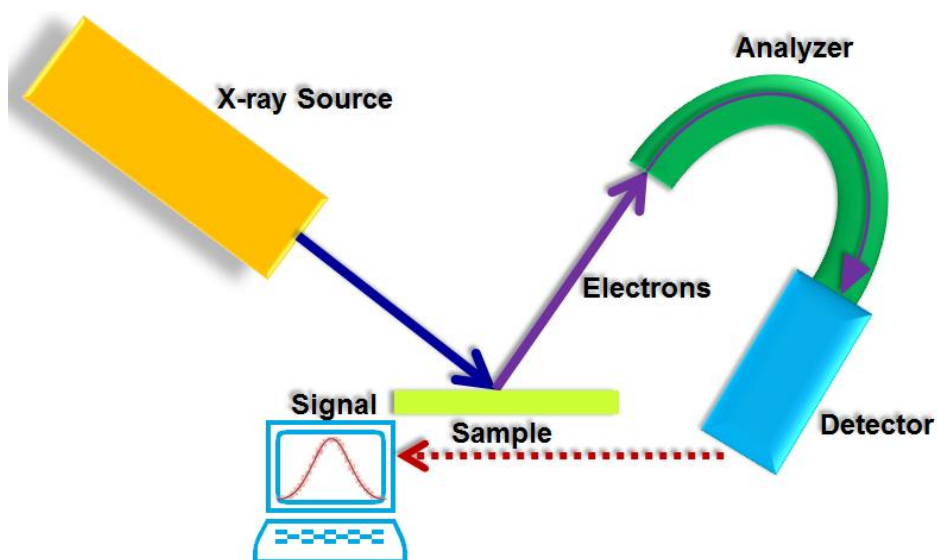 Analyzer
X-ray Source
Electrons
Signal
Sample
Detector